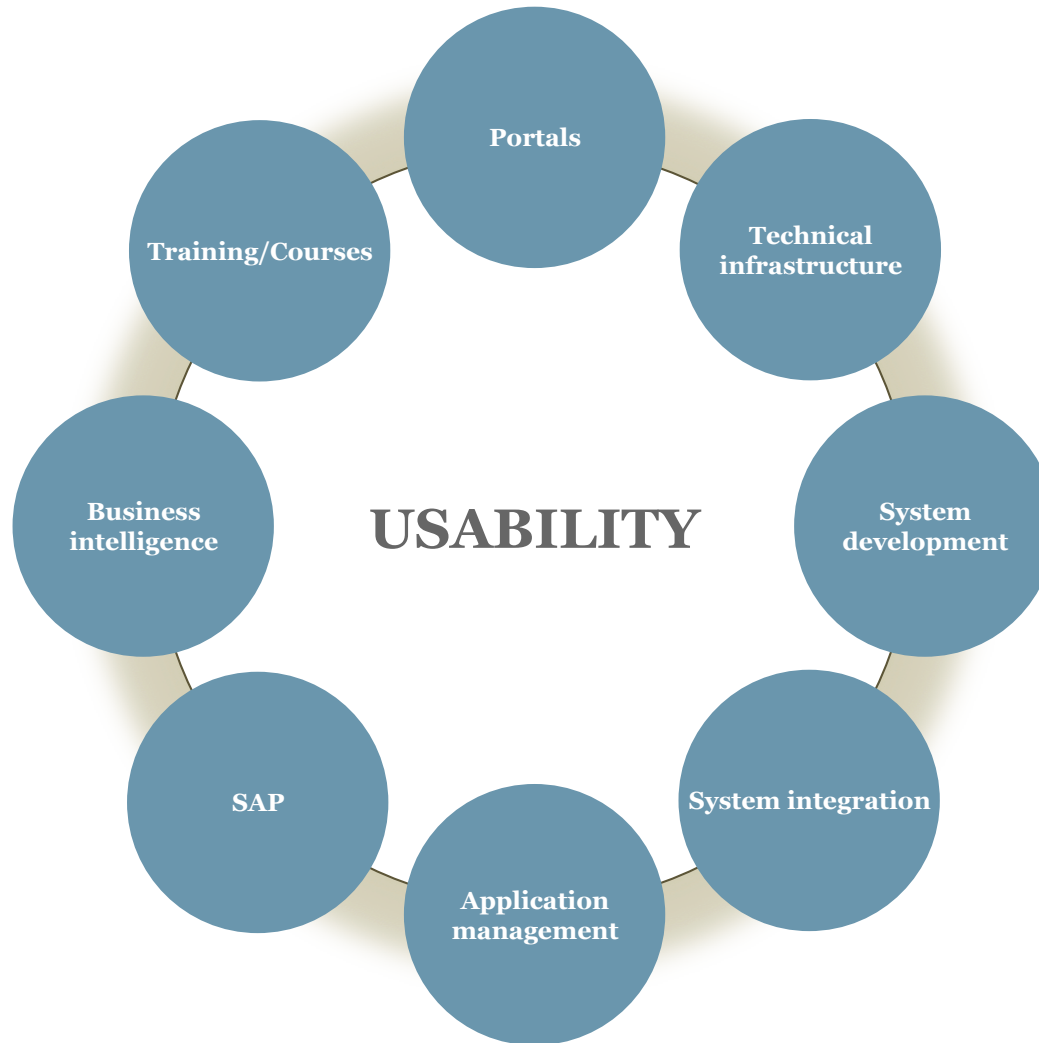 Portals
Technical
infrastructure
Training/Courses
Business
intelligence
USABILITY
System
development
SAP
System integration
Application
management